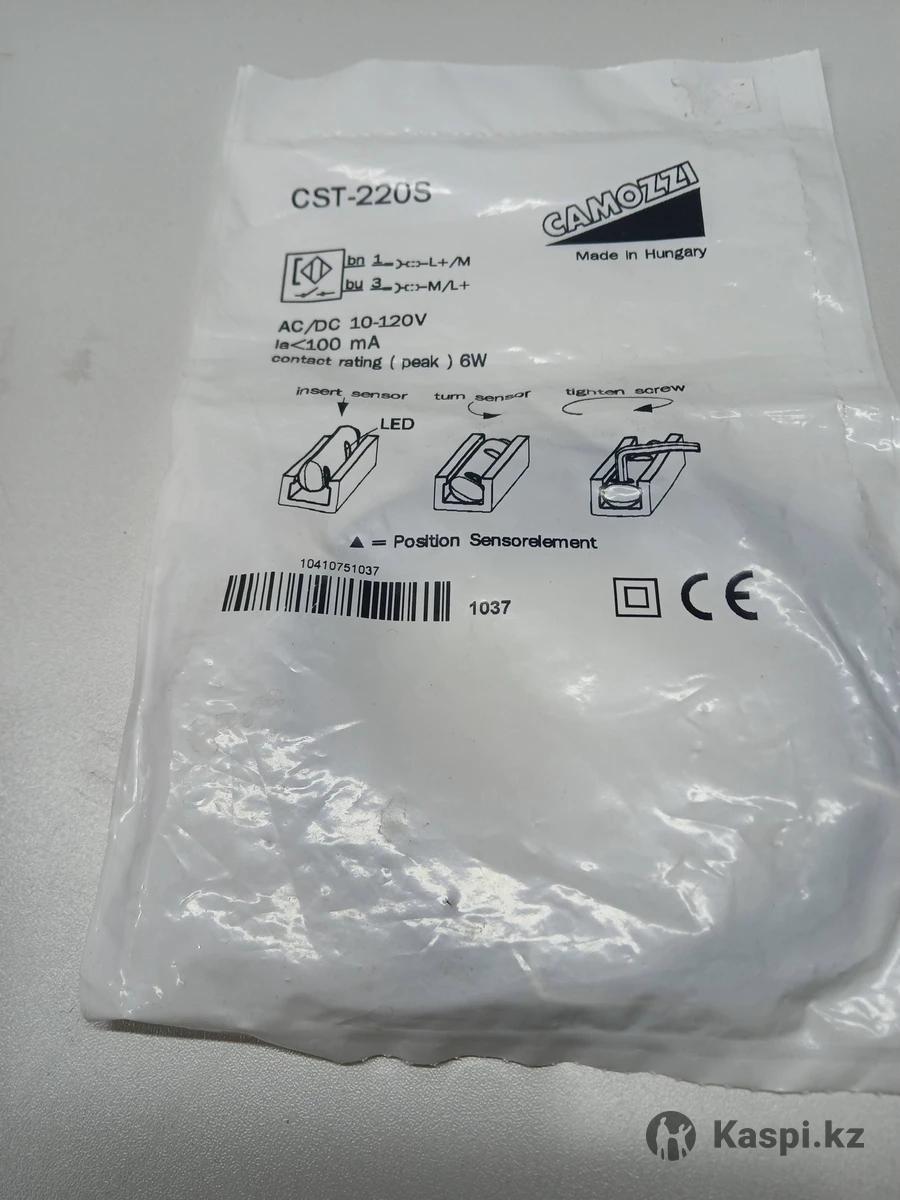 CST-220S
CAMOZZI
Made in Hungary
bn 1 L+/M
bu 3 M/L+
AC/DC 10-120V
Ia<100 mA
contact rating ( peak ) 6W
insert sensor
turn sensor
tighten screw
LED
▲ = Position Sensorelement
10410751037
1037
CE
Kaspi.kz